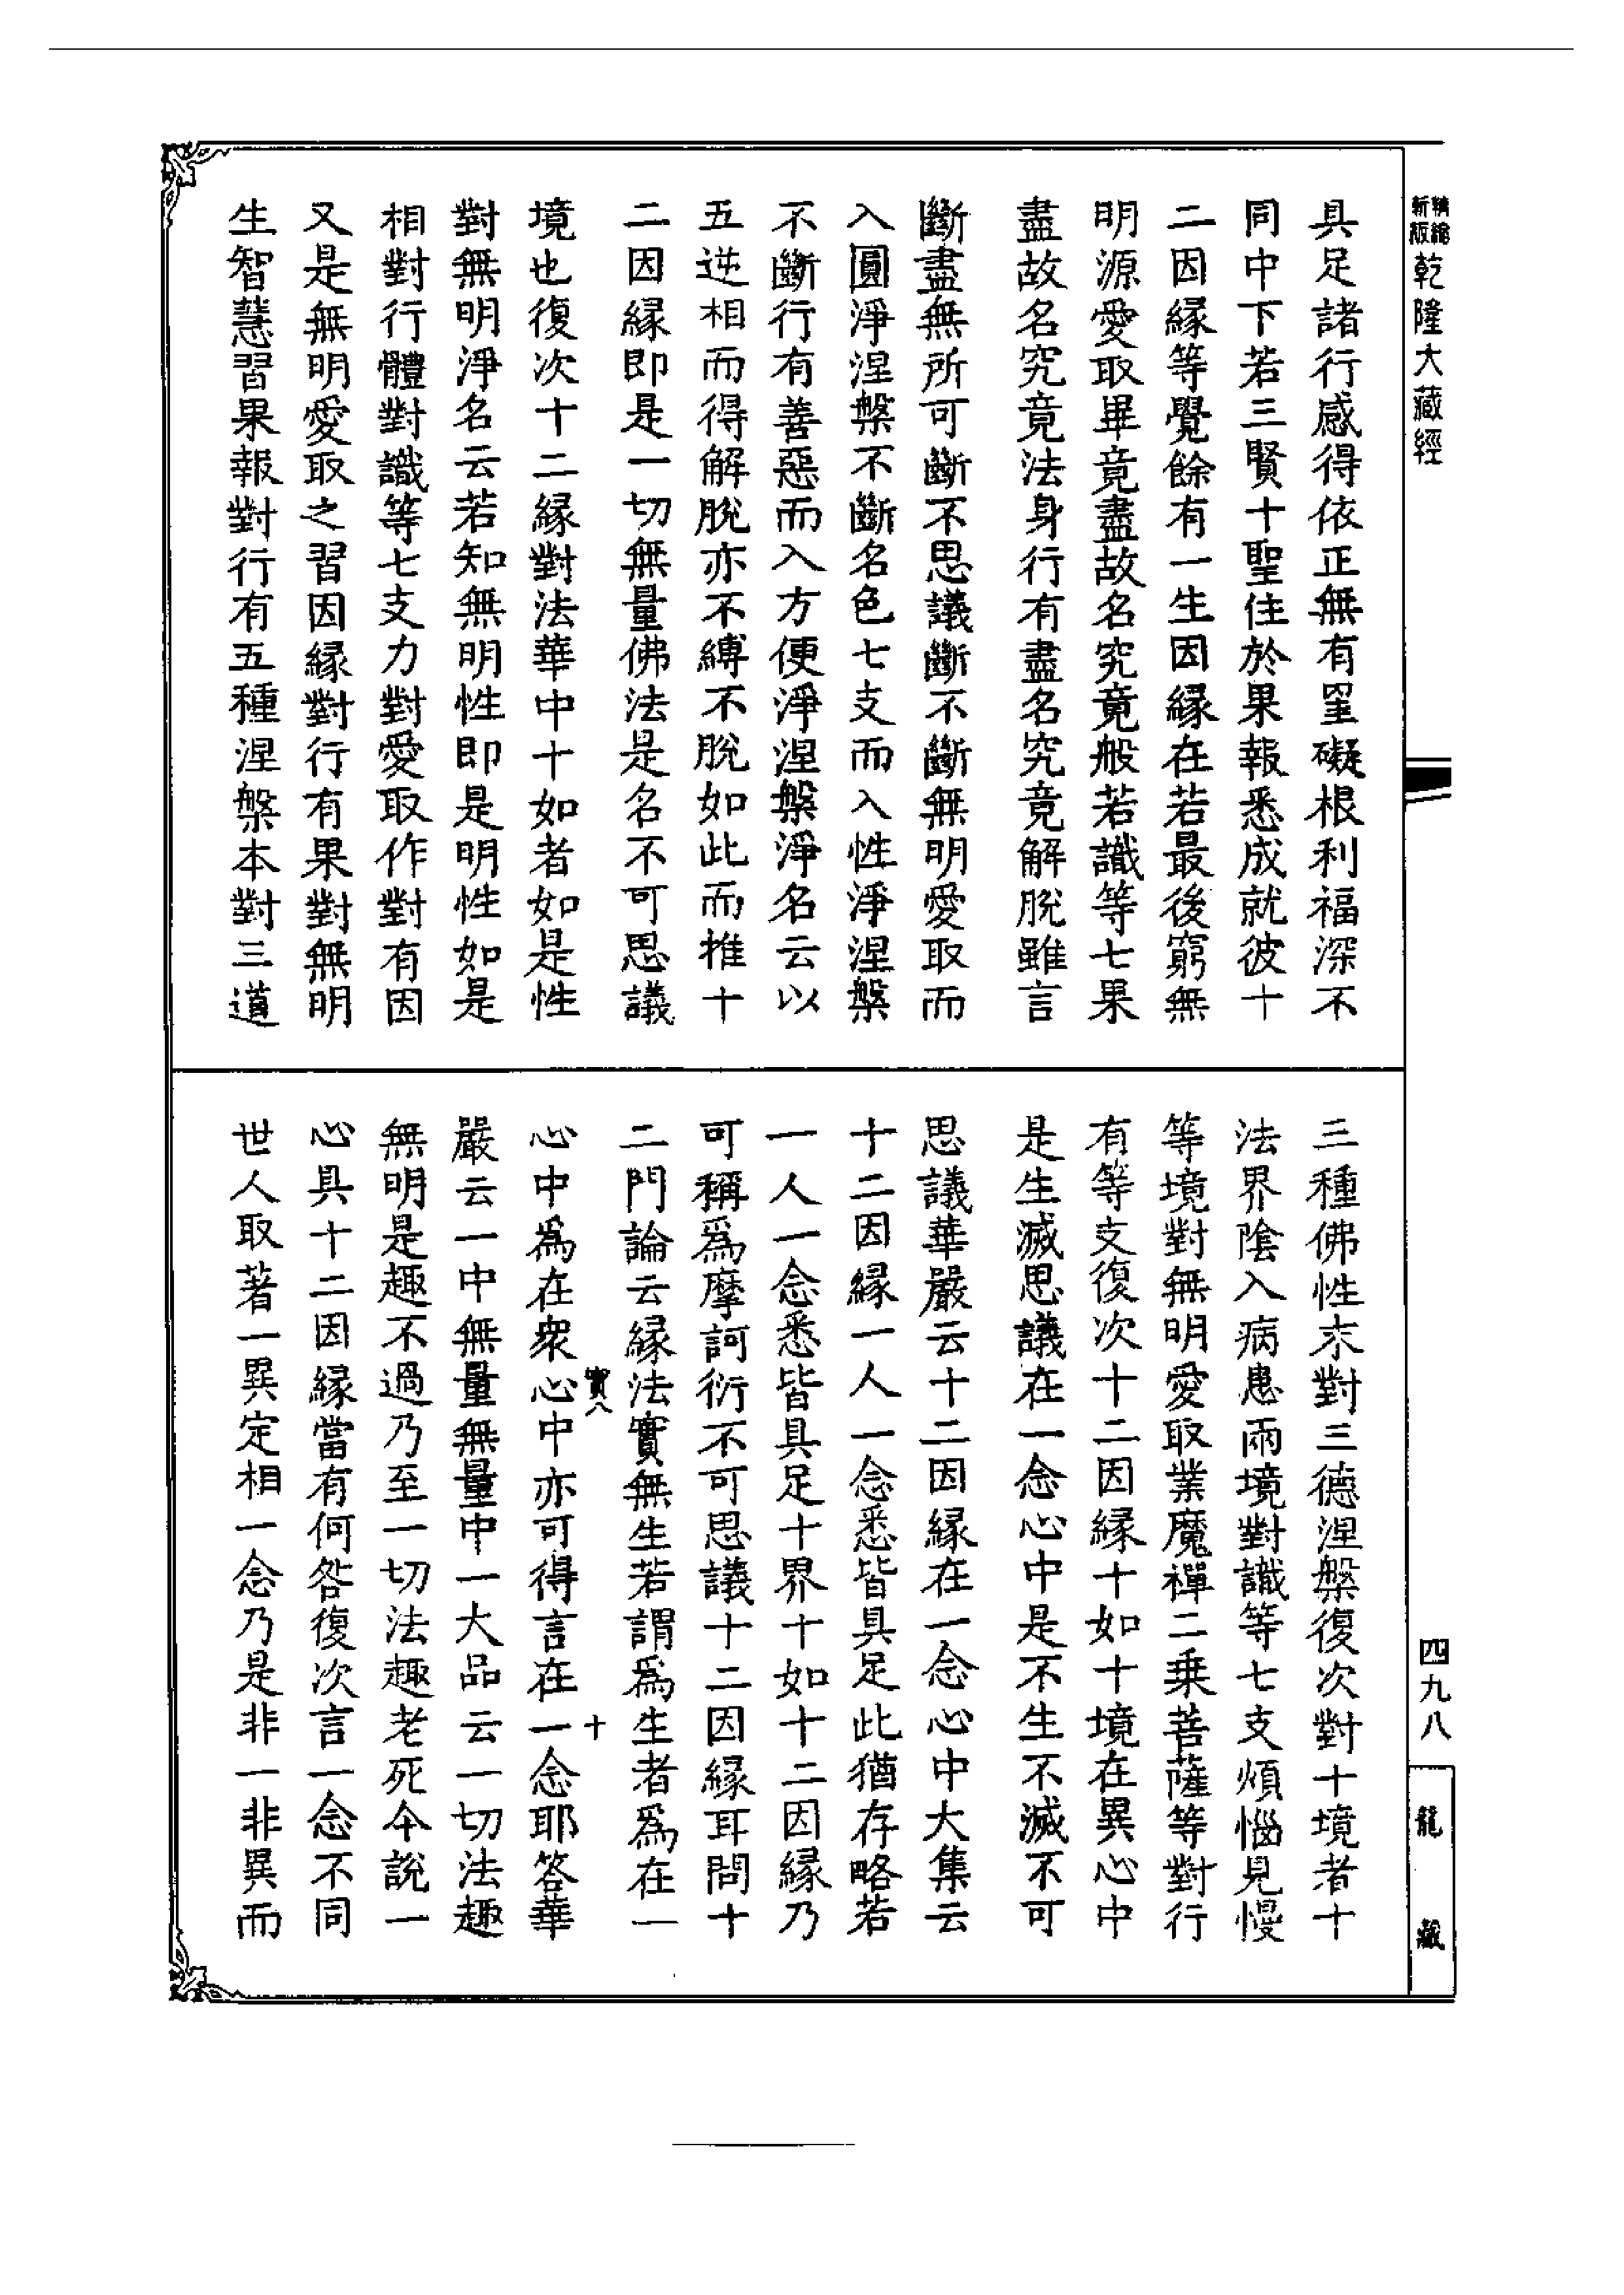 精縮新版乾隆大藏經
四九八
龍藏
具足諸行感得依正無有罣礙根利福深不
同中下若三賢十聖住於果報悉成就彼十
二因緣等覺餘有一生因緣在若最後窮無
明源愛取畢竟盡故名究竟般若識等七果
盡故名究竟法身行有盡名究竟解脫雖言
斷盡無所可斷不思議斷不斷無明愛取而
入圓淨涅槃不斷名色七支而入性淨涅槃
不斷行有善惡而入方便淨涅槃淨名云以
五逆相而得解脫亦不縛不脫如此而推十
二因緣即是一切無量佛法是名不可思議
境也復次十二緣對法華中十如者如是性
對無明淨名云若知無明性即是明性如是
相對行體對識等七支力對愛取作對有因
又是無明愛取之習因緣對行有果對無明
生智慧習果報對行有五種涅槃本對三道
三種佛性末對三德涅槃復次對十境者十
法界陰入病患兩境對識等七支煩惱見慢
等境對無明愛取業魔禪二乘菩薩等對行
有等支復次十二因緣十如十境在異心中
是生滅思議在一念心中是不生不滅不可
思議華嚴云十二因緣在一念心中大集云
十二因緣一人一念悉皆具足此猶存略若
一人一念悉皆具足十界十如十二因緣乃
可稱爲摩訶衍不可思議十二因緣耳問十
二門論云緣法實無生若謂爲生者爲在一
心中爲在衆心中亦可得言在一念耶答華
實八
十
嚴云一中無量無量中一大品云一切法趣
無明是趣不過乃至一切法趣老死今說一
心具十二因緣當有何咎復次言一念不同
世人取著一異定相一念乃是非一非異而